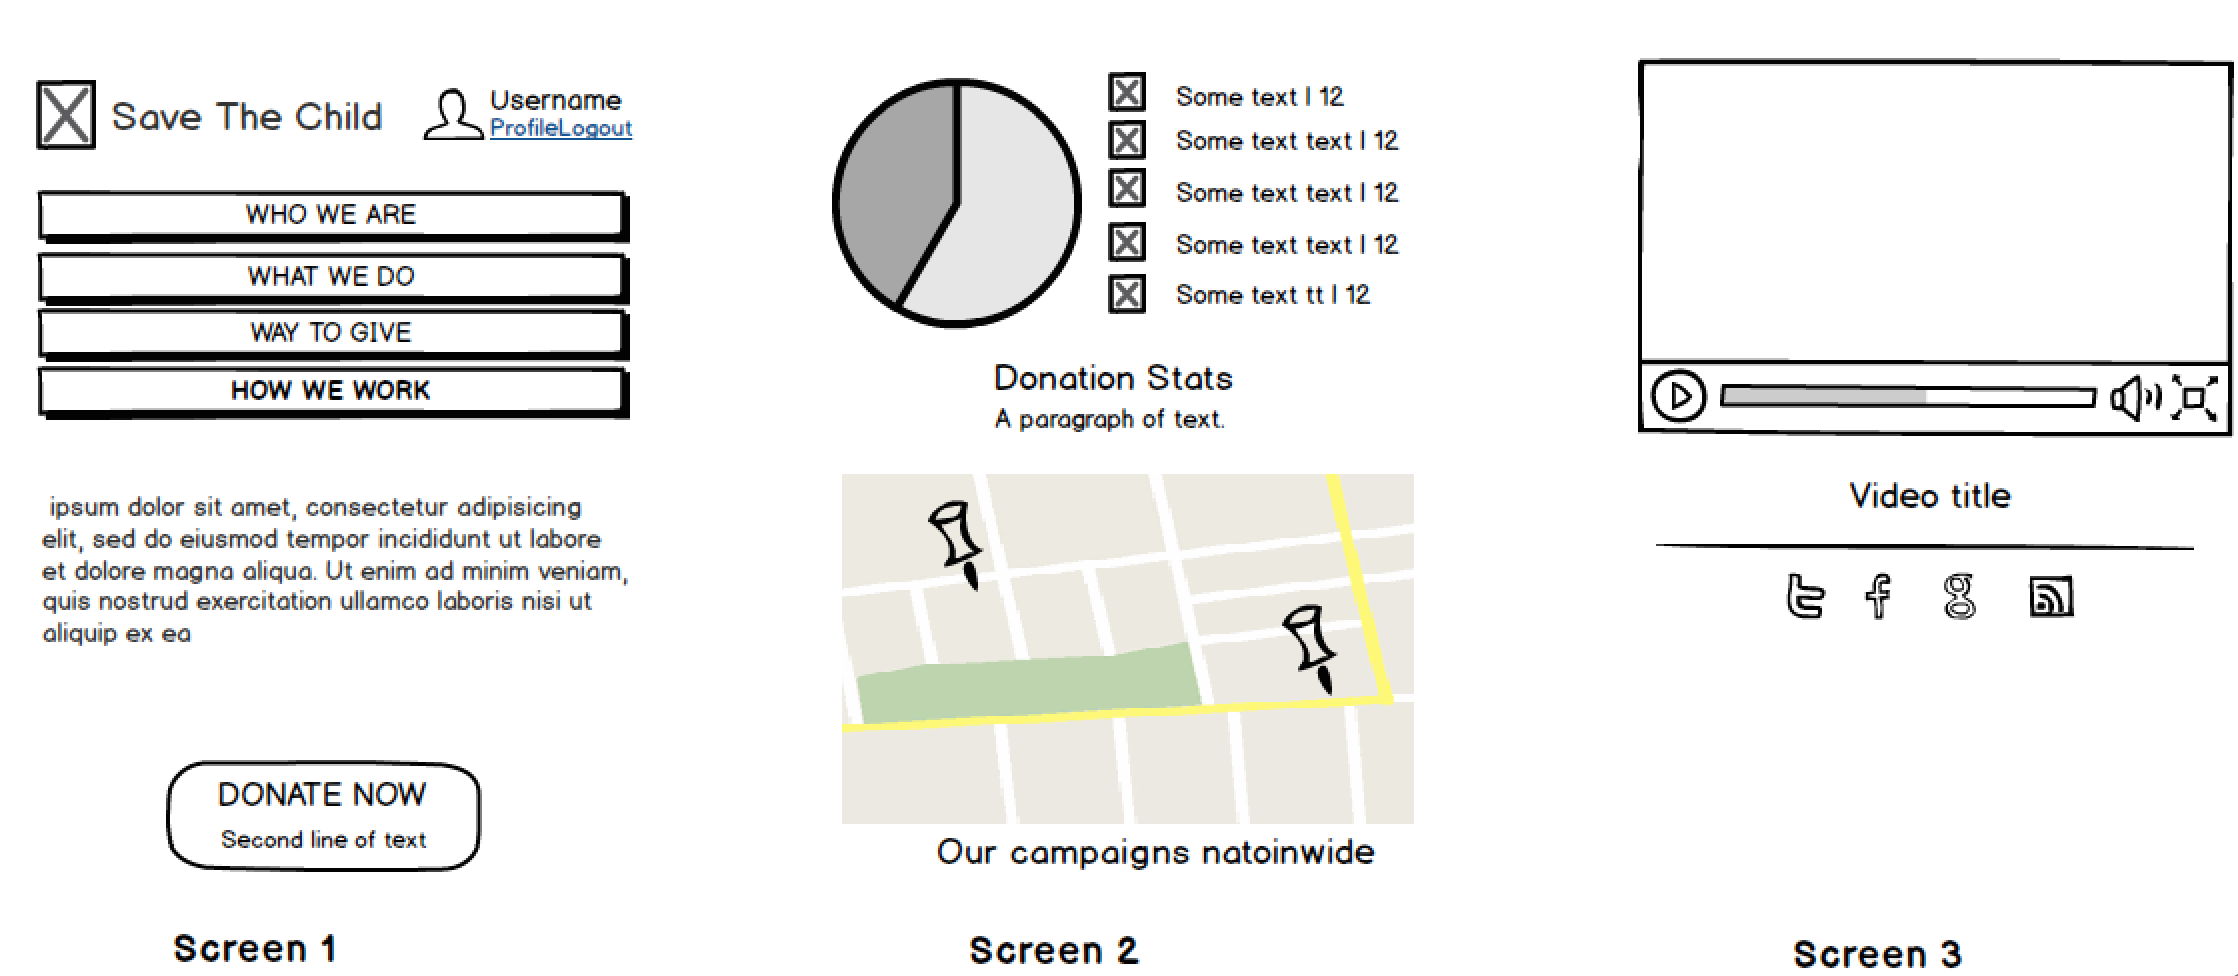 Save The Child
Username
ProfileLogout
WHO WE ARE
WHAT WE DO
WAY TO GIVE
HOW WE WORK
ipsum dolor sit amet, consectetur adipisicing
elit, sed do eiusmod tempor incididunt ut labore
et dolore magna aliqua. Ut enim ad minim veniam,
quis nostrud exercitation ullamco laboris nisi ut
aliquip ex ea
DONATE NOW
Second line of text
Screen 1
Some text | 12
Some text text | 12
Some text text | 12
Some text text | 12
Some text tt | 12
Donation Stats
A paragraph of text.
Our campaigns natoinwide
Screen 2
Video title
Screen 3